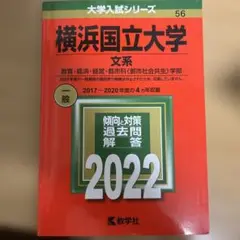 大学入試シリーズ
56
横浜国立大学
文系
教育・経済・経営・都市科〈都市社会共生〉学部
一般
2017~2020年度の4カ年収載
傾向と対策
過去問
解答
2022
教学社